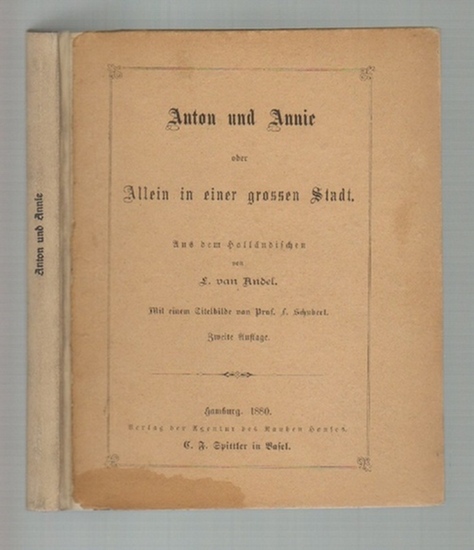 Anton und Annie
Anton und Annie
oder
Allein in einer grossen Stadt.
Aus dem Holländischen
von
L. van Andel.
Mit einem Titelbilde von Prof. L. Schubert.
Zweite Auflage.
Hamburg. 1880.
Verlag der Agentur des Rauhen Hauses.
C. F. Spittler in Basel.